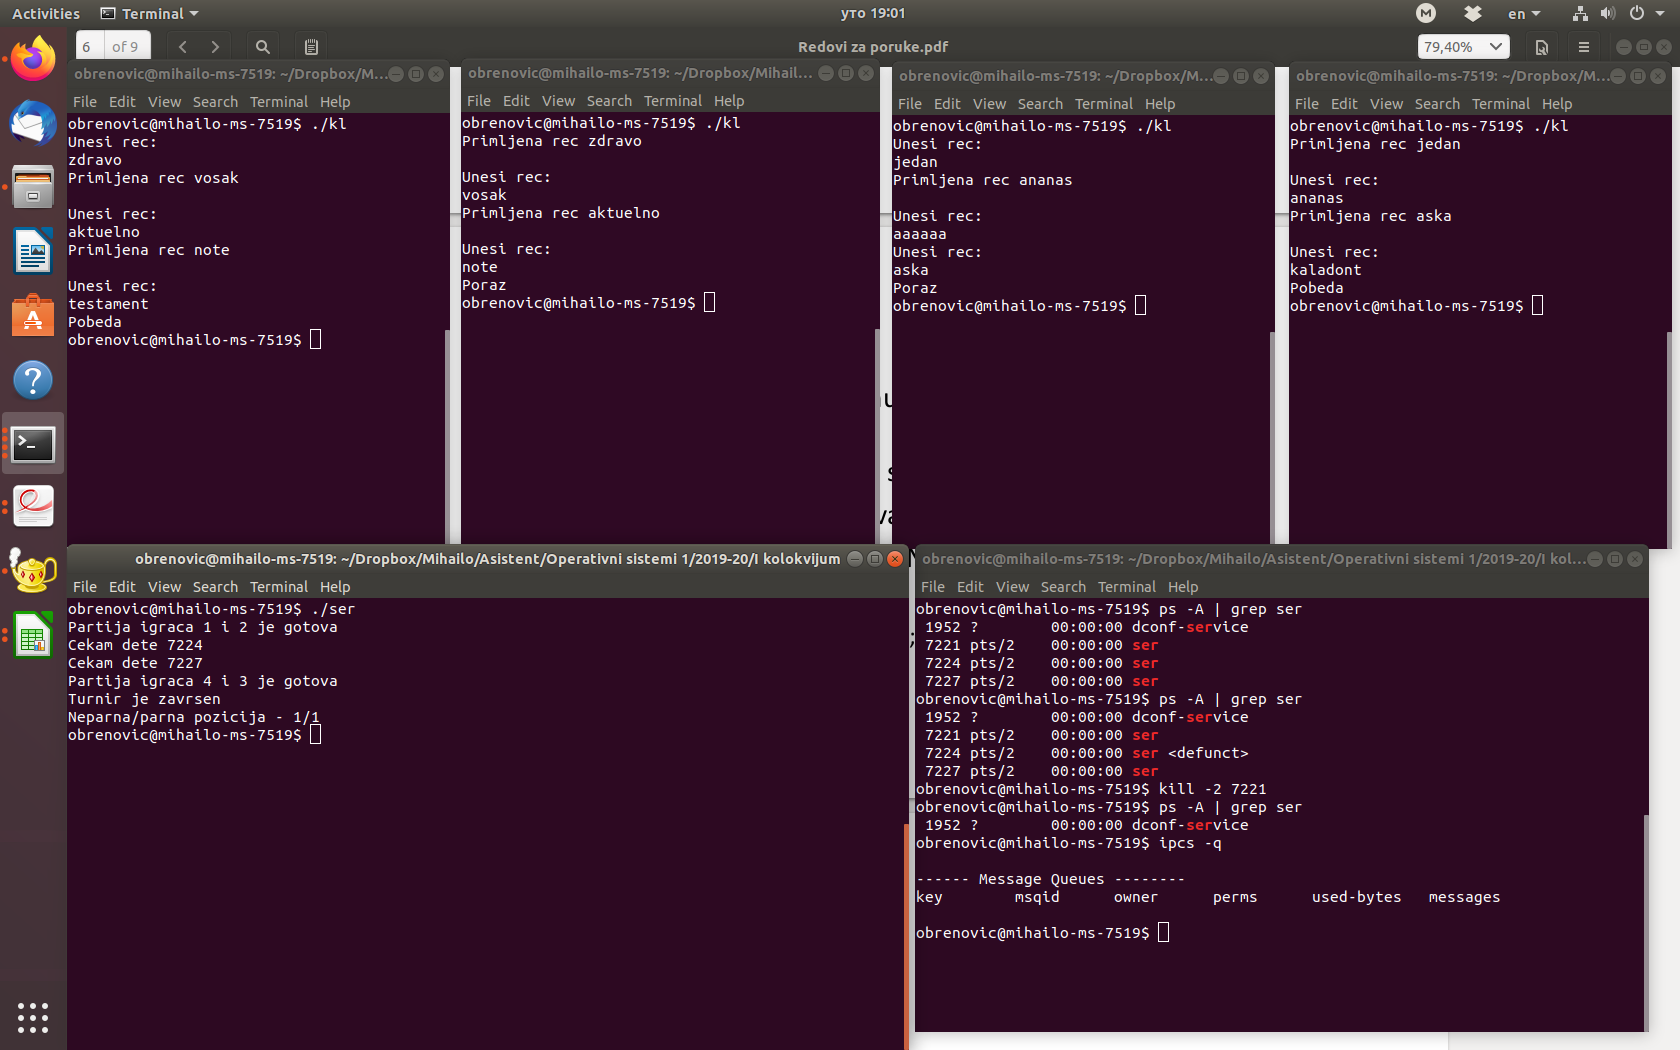 Activities
Terminal
уто 19:01
en
6 of 9
Redovi za poruke.pdf
79,40%
obrenovic@mihailo-ms-7519: ~/Dropbox/M...
File Edit View Search Terminal Help
obrenovic@mihailo-ms-7519$ ./kl
Unesi rec:
zdravo
Primljena rec vosak
Unesi rec:
aktuelno
Primljena rec note
Unesi rec:
testament
Pobeda
obrenovic@mihailo-ms-7519$
obrenovic@mihailo-ms-7519: ~/Dropbox/Mihail...
File Edit View Search Terminal Help
obrenovic@mihailo-ms-7519$ ./kl
Primljena rec zdravo
Unesi rec:
vosak
Primljena rec aktuelno
Unesi rec:
note
Poraz
obrenovic@mihailo-ms-7519$
obrenovic@mihailo-ms-7519: ~/Dropbox/M...
File Edit View Search Terminal Help
obrenovic@mihailo-ms-7519$ ./kl
Unesi rec:
jedan
Primljena rec ananas
Unesi rec:
aaaaaa
Unesi rec:
aska
Poraz
obrenovic@mihailo-ms-7519$
obrenovic@mihailo-ms-7519: ~/Dropbox/M...
File Edit View Search Terminal Help
obrenovic@mihailo-ms-7519$ ./kl
Primljena rec jedan
Unesi rec:
ananas
Primljena rec aska
Unesi rec:
kaladont
Pobeda
obrenovic@mihailo-ms-7519$
obrenovic@mihailo-ms-7519: ~/Dropbox/Mihailo/Asistent/Operativni sistemi 1/2019-20/I kolokvijum
File Edit View Search Terminal Help
obrenovic@mihailo-ms-7519$ ./ser
Partija igraca 1 i 2 je gotova
Cekam dete 7224
Cekam dete 7227
Partija igraca 4 i 3 je gotova
Turnir je zavrsen
Neparna/parna pozicija - 1/1
obrenovic@mihailo-ms-7519$
obrenovic@mihailo-ms-7519: ~/Dropbox/Mihailo/Asistent/Operativni sistemi 1/2019-20/I kol...
File Edit View Search Terminal Help
obrenovic@mihailo-ms-7519$ ps -A | grep ser
1952 ? 00:00:00 dconf-service
7221 pts/2 00:00:00 ser
7224 pts/2 00:00:00 ser
7227 pts/2 00:00:00 ser
obrenovic@mihailo-ms-7519$ ps -A | grep ser
1952 ? 00:00:00 dconf-service
7221 pts/2 00:00:00 ser
7224 pts/2 00:00:00 ser <defunct>
7227 pts/2 00:00:00 ser
obrenovic@mihailo-ms-7519$ kill -2 7221
obrenovic@mihailo-ms-7519$ ps -A | grep ser
1952 ? 00:00:00 dconf-service
obrenovic@mihailo-ms-7519$ ipcs -q
------ Message Queues --------
key msqid owner perms used-bytes messages
obrenovic@mihailo-ms-7519$